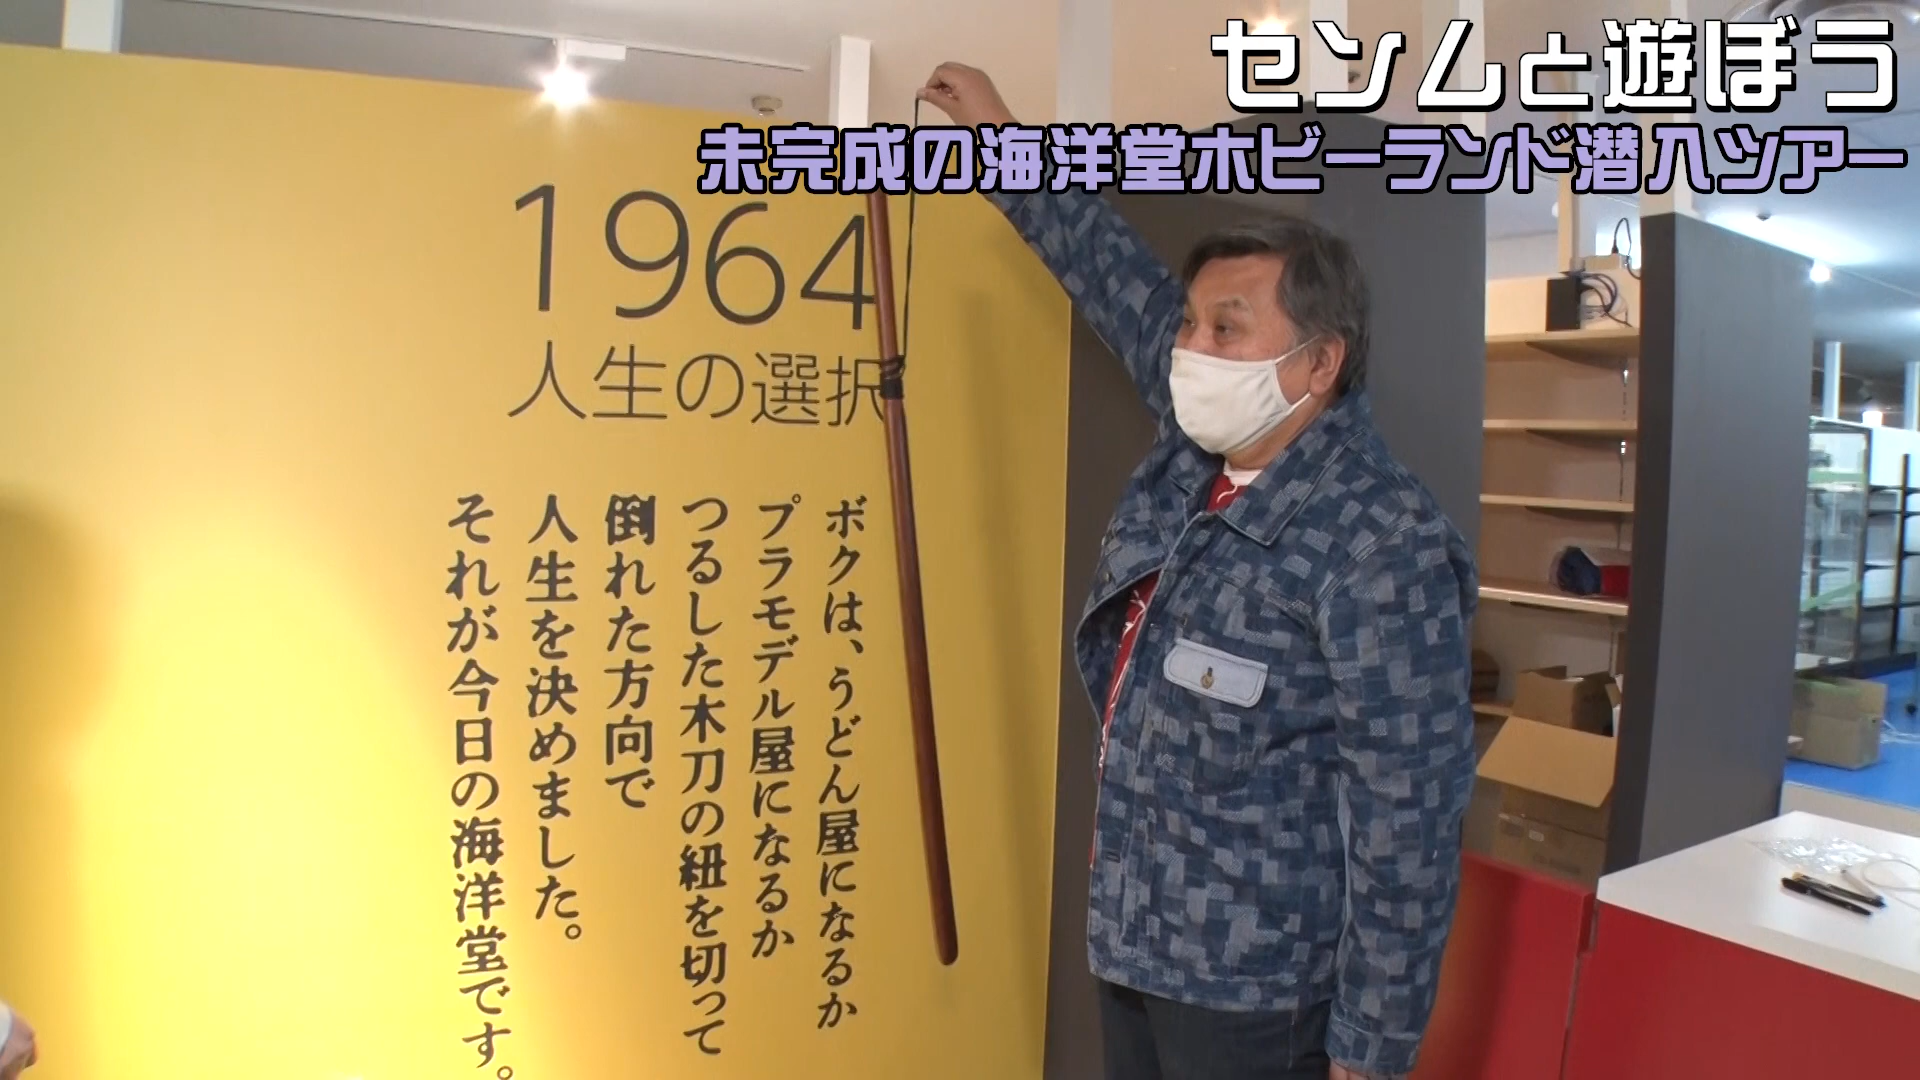 センムと遊ぼう
未完成の海洋堂ホビーランド潜入ツアー
1964
人生の選択
ボクは、うどん屋になるか
プラモデル屋になるか
つるした木刀の紐を切って
倒れた方向で
人生を決めました。
それが今日の海洋堂です。